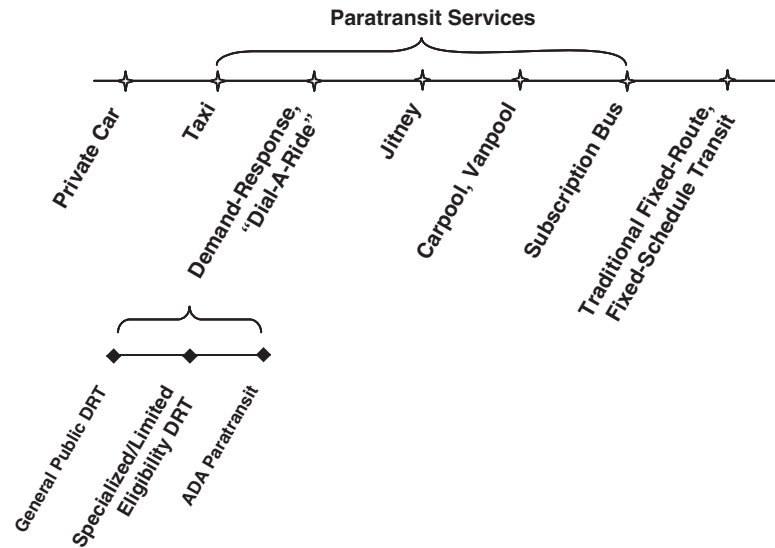 Paratransit Services
Private Car
Taxi
Demand-Response,
“Dial-A-Ride”
Jitney
Carpool, Vanpool
Subscription Bus
Traditional Fixed-Route,
Fixed-Schedule Transit
General Public DRT
Specialized/Limited
Eligibility DRT
ADA Paratransit